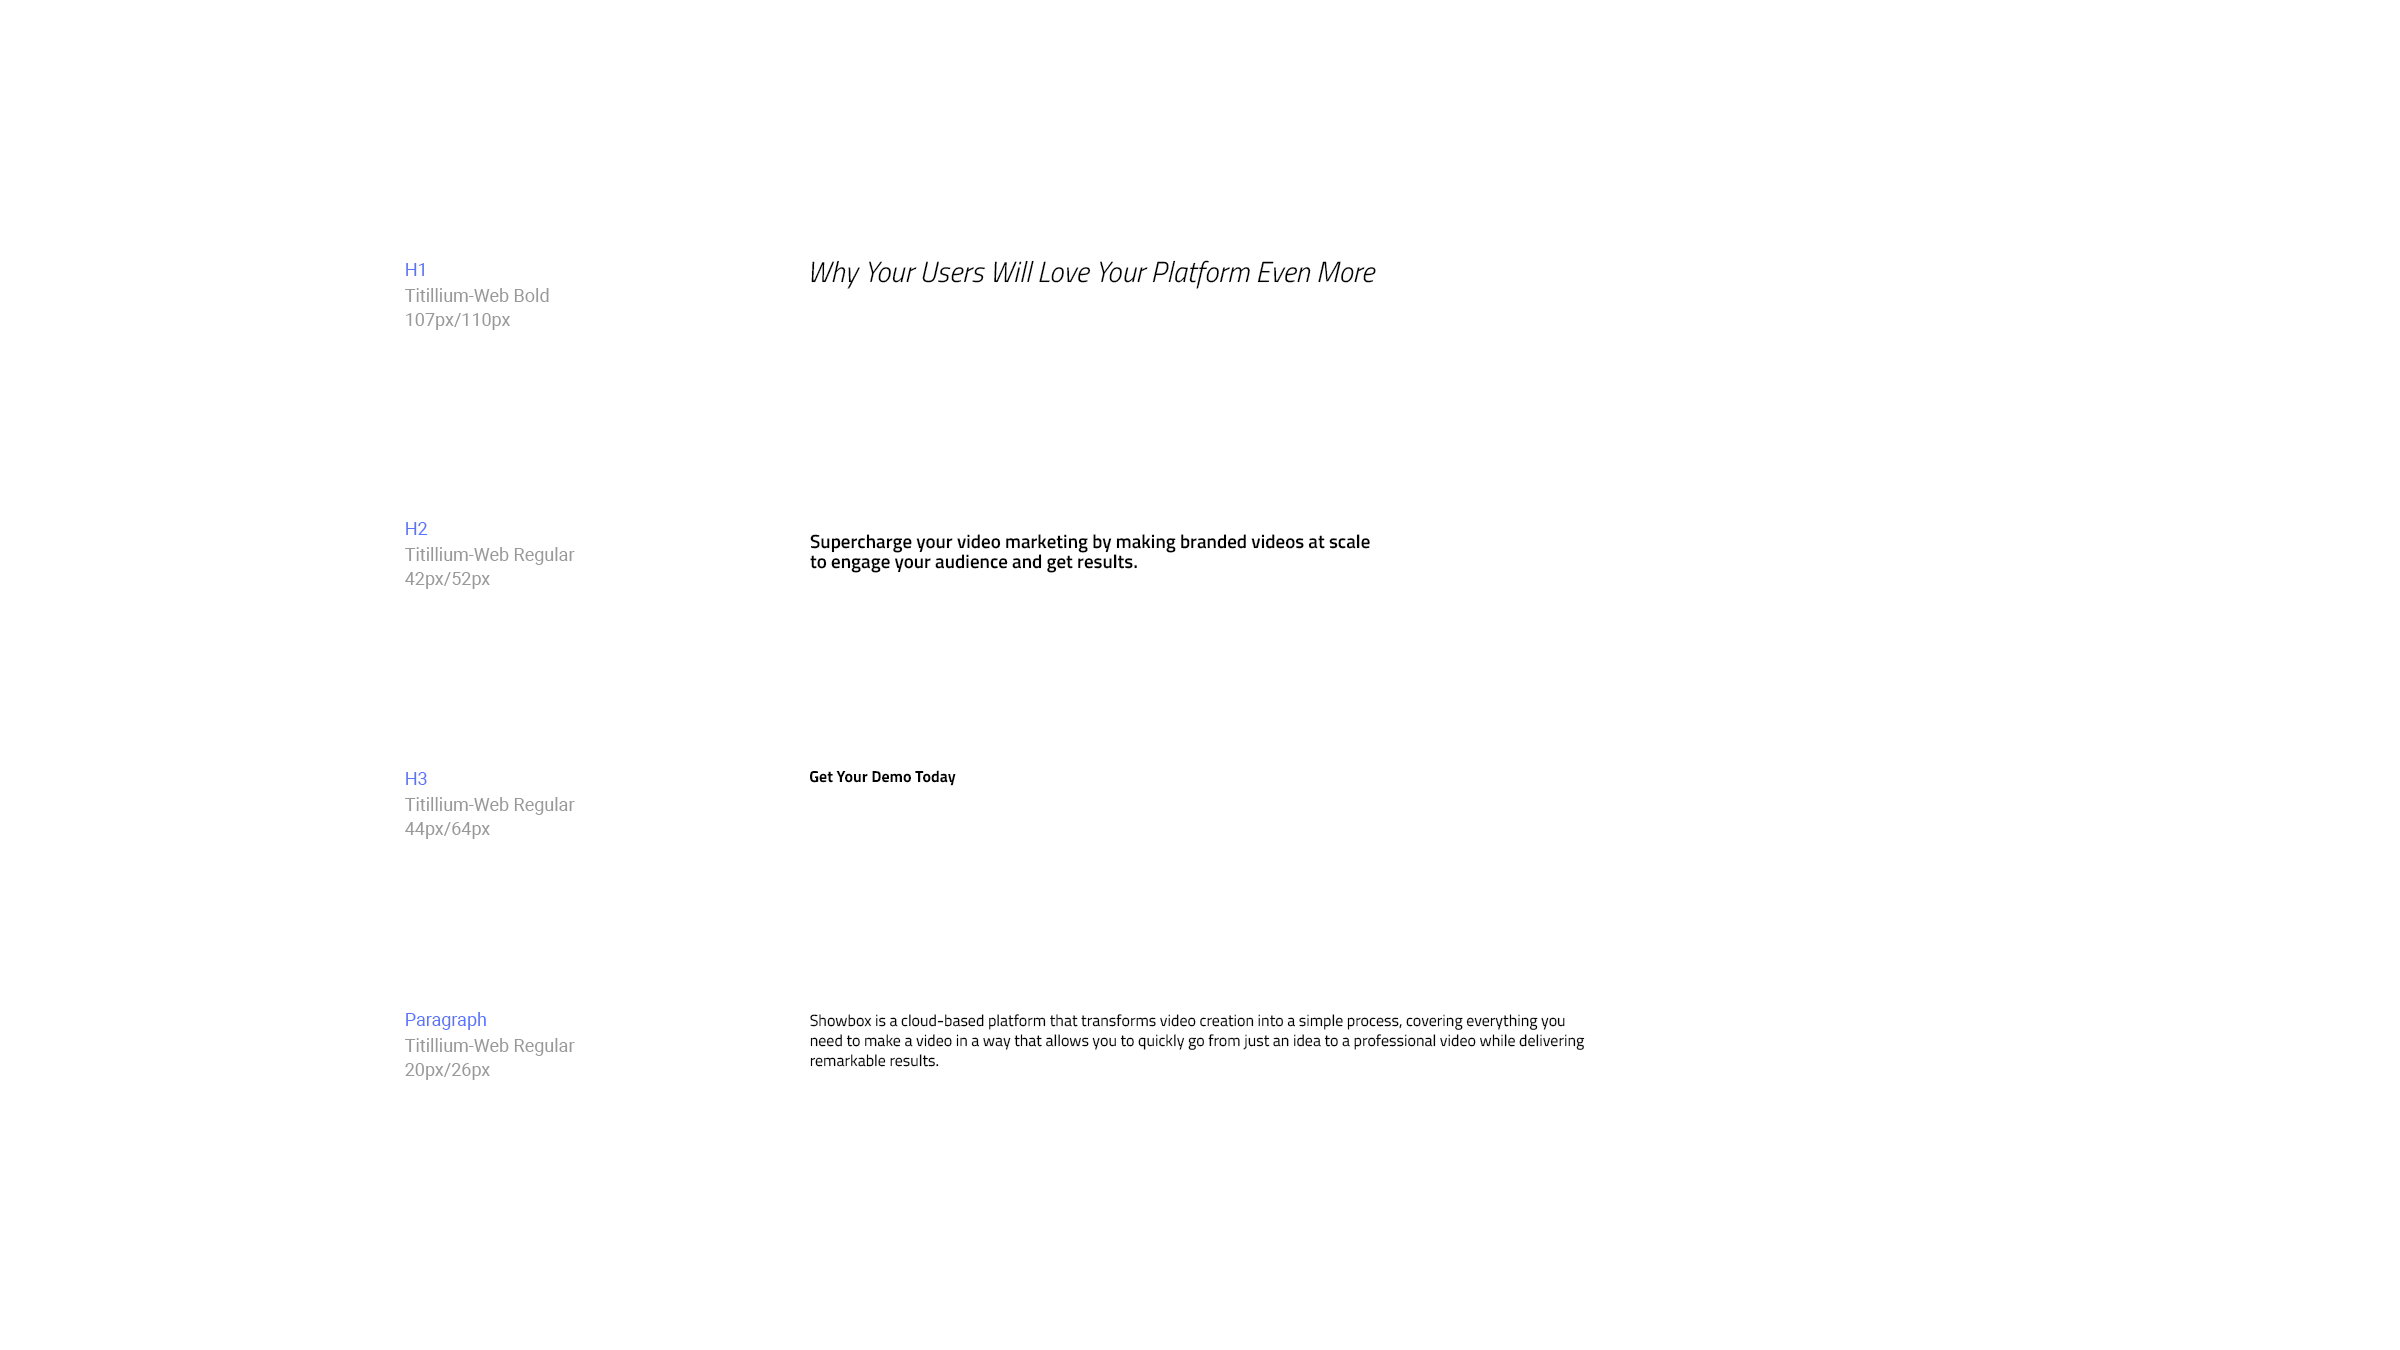 H1
Titillium-Web Bold
107px/110px
Why Your Users Will Love Your Platform Even More
H2
Titillium-Web Regular
42px/52px
Supercharge your video marketing by making branded videos at scale
to engage your audience and get results.
H3
Titillium-Web Regular
44px/64px
Get Your Demo Today
Paragraph
Titillium-Web Regular
20px/26px
Showbox is a cloud-based platform that transforms video creation into a simple process, covering everything you
need to make a video in a way that allows you to quickly go from just an idea to a professional video while delivering
remarkable results.